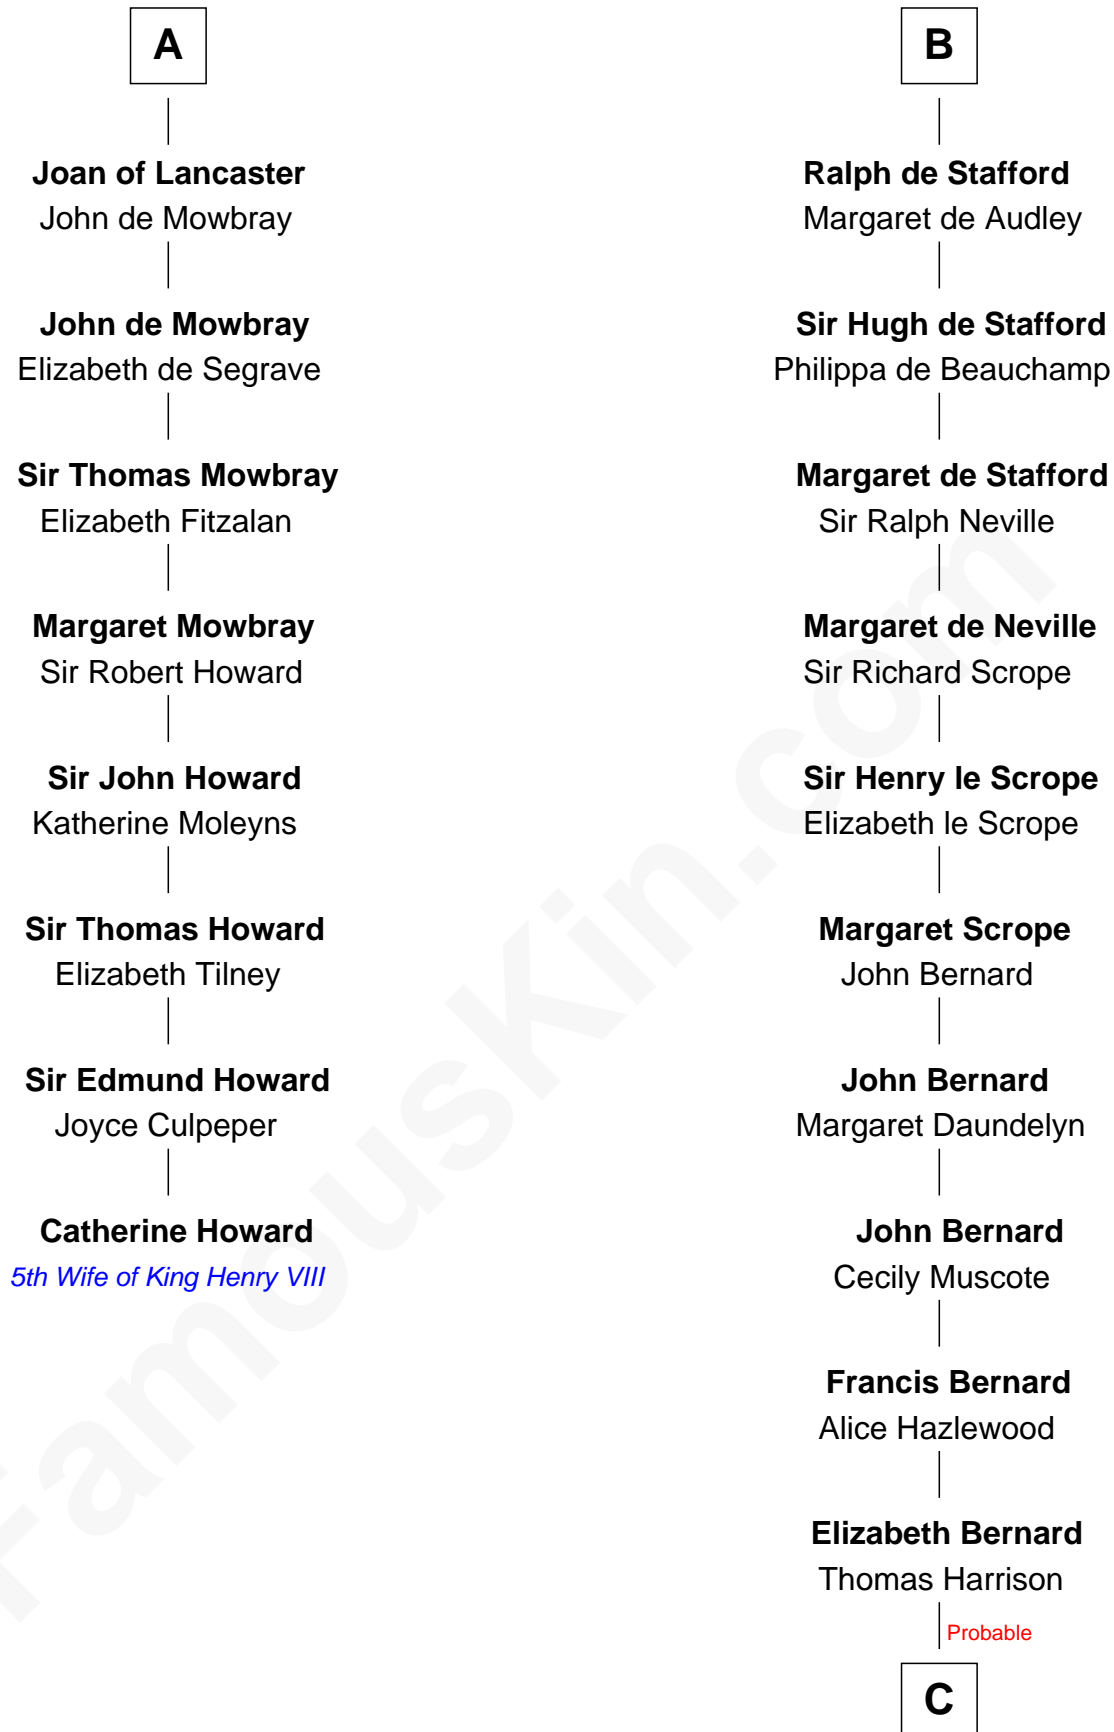 A
Joan of Lancaster
John de Mowbray
John de Mowbray
Elizabeth de Segrave
Sir Thomas Mowbray
Elizabeth Fitzalan
Margaret Mowbray
Sir Robert Howard
Sir John Howard
Katherine Moleyns
Sir Thomas Howard
Elizabeth Tilney
Sir Edmund Howard
Joyce Culpeper
Catherine Howard
5th Wife of King Henry VIII
B
Ralph de Stafford
Margaret de Audley
Sir Hugh de Stafford
Philippa de Beauchamp
Margaret de Stafford
Sir Ralph Neville
Margaret de Neville
Sir Richard Scrope
Sir Henry le Scrope
Elizabeth le Scrope
Margaret Scrope
John Bernard
John Bernard
Margaret Daundelyn
John Bernard
Cecily Muscote
Francis Bernard
Alice Hazlewood
Elizabeth Bernard
Thomas Harrison
Probable
C
FamousKin.com